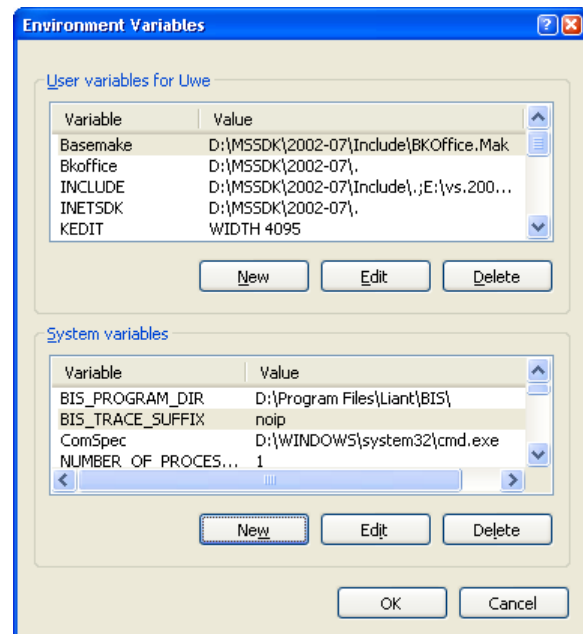 Environment Variables
User variables for Uwe
Variable Value
Basemake D:\MSSDK\2002-07\Include\BKOffice.Mak
Bkoffice D:\MSSDK\2002-07\.
INCLUDE D:\MSSDK\2002-07\Include\.;E:\vs.200...
INETSDK D:\MSSDK\2002-07\.
KEDIT WIDTH 4095
New Edit Delete
System variables
Variable Value
BIS_PROGRAM_DIR D:\Program Files\Liant\BIS\
BIS_TRACE_SUFFIX noip
ComSpec D:\WINDOWS\system32\cmd.exe
NUMBER_OF_PROCES... 1
New Edit Delete
OK Cancel